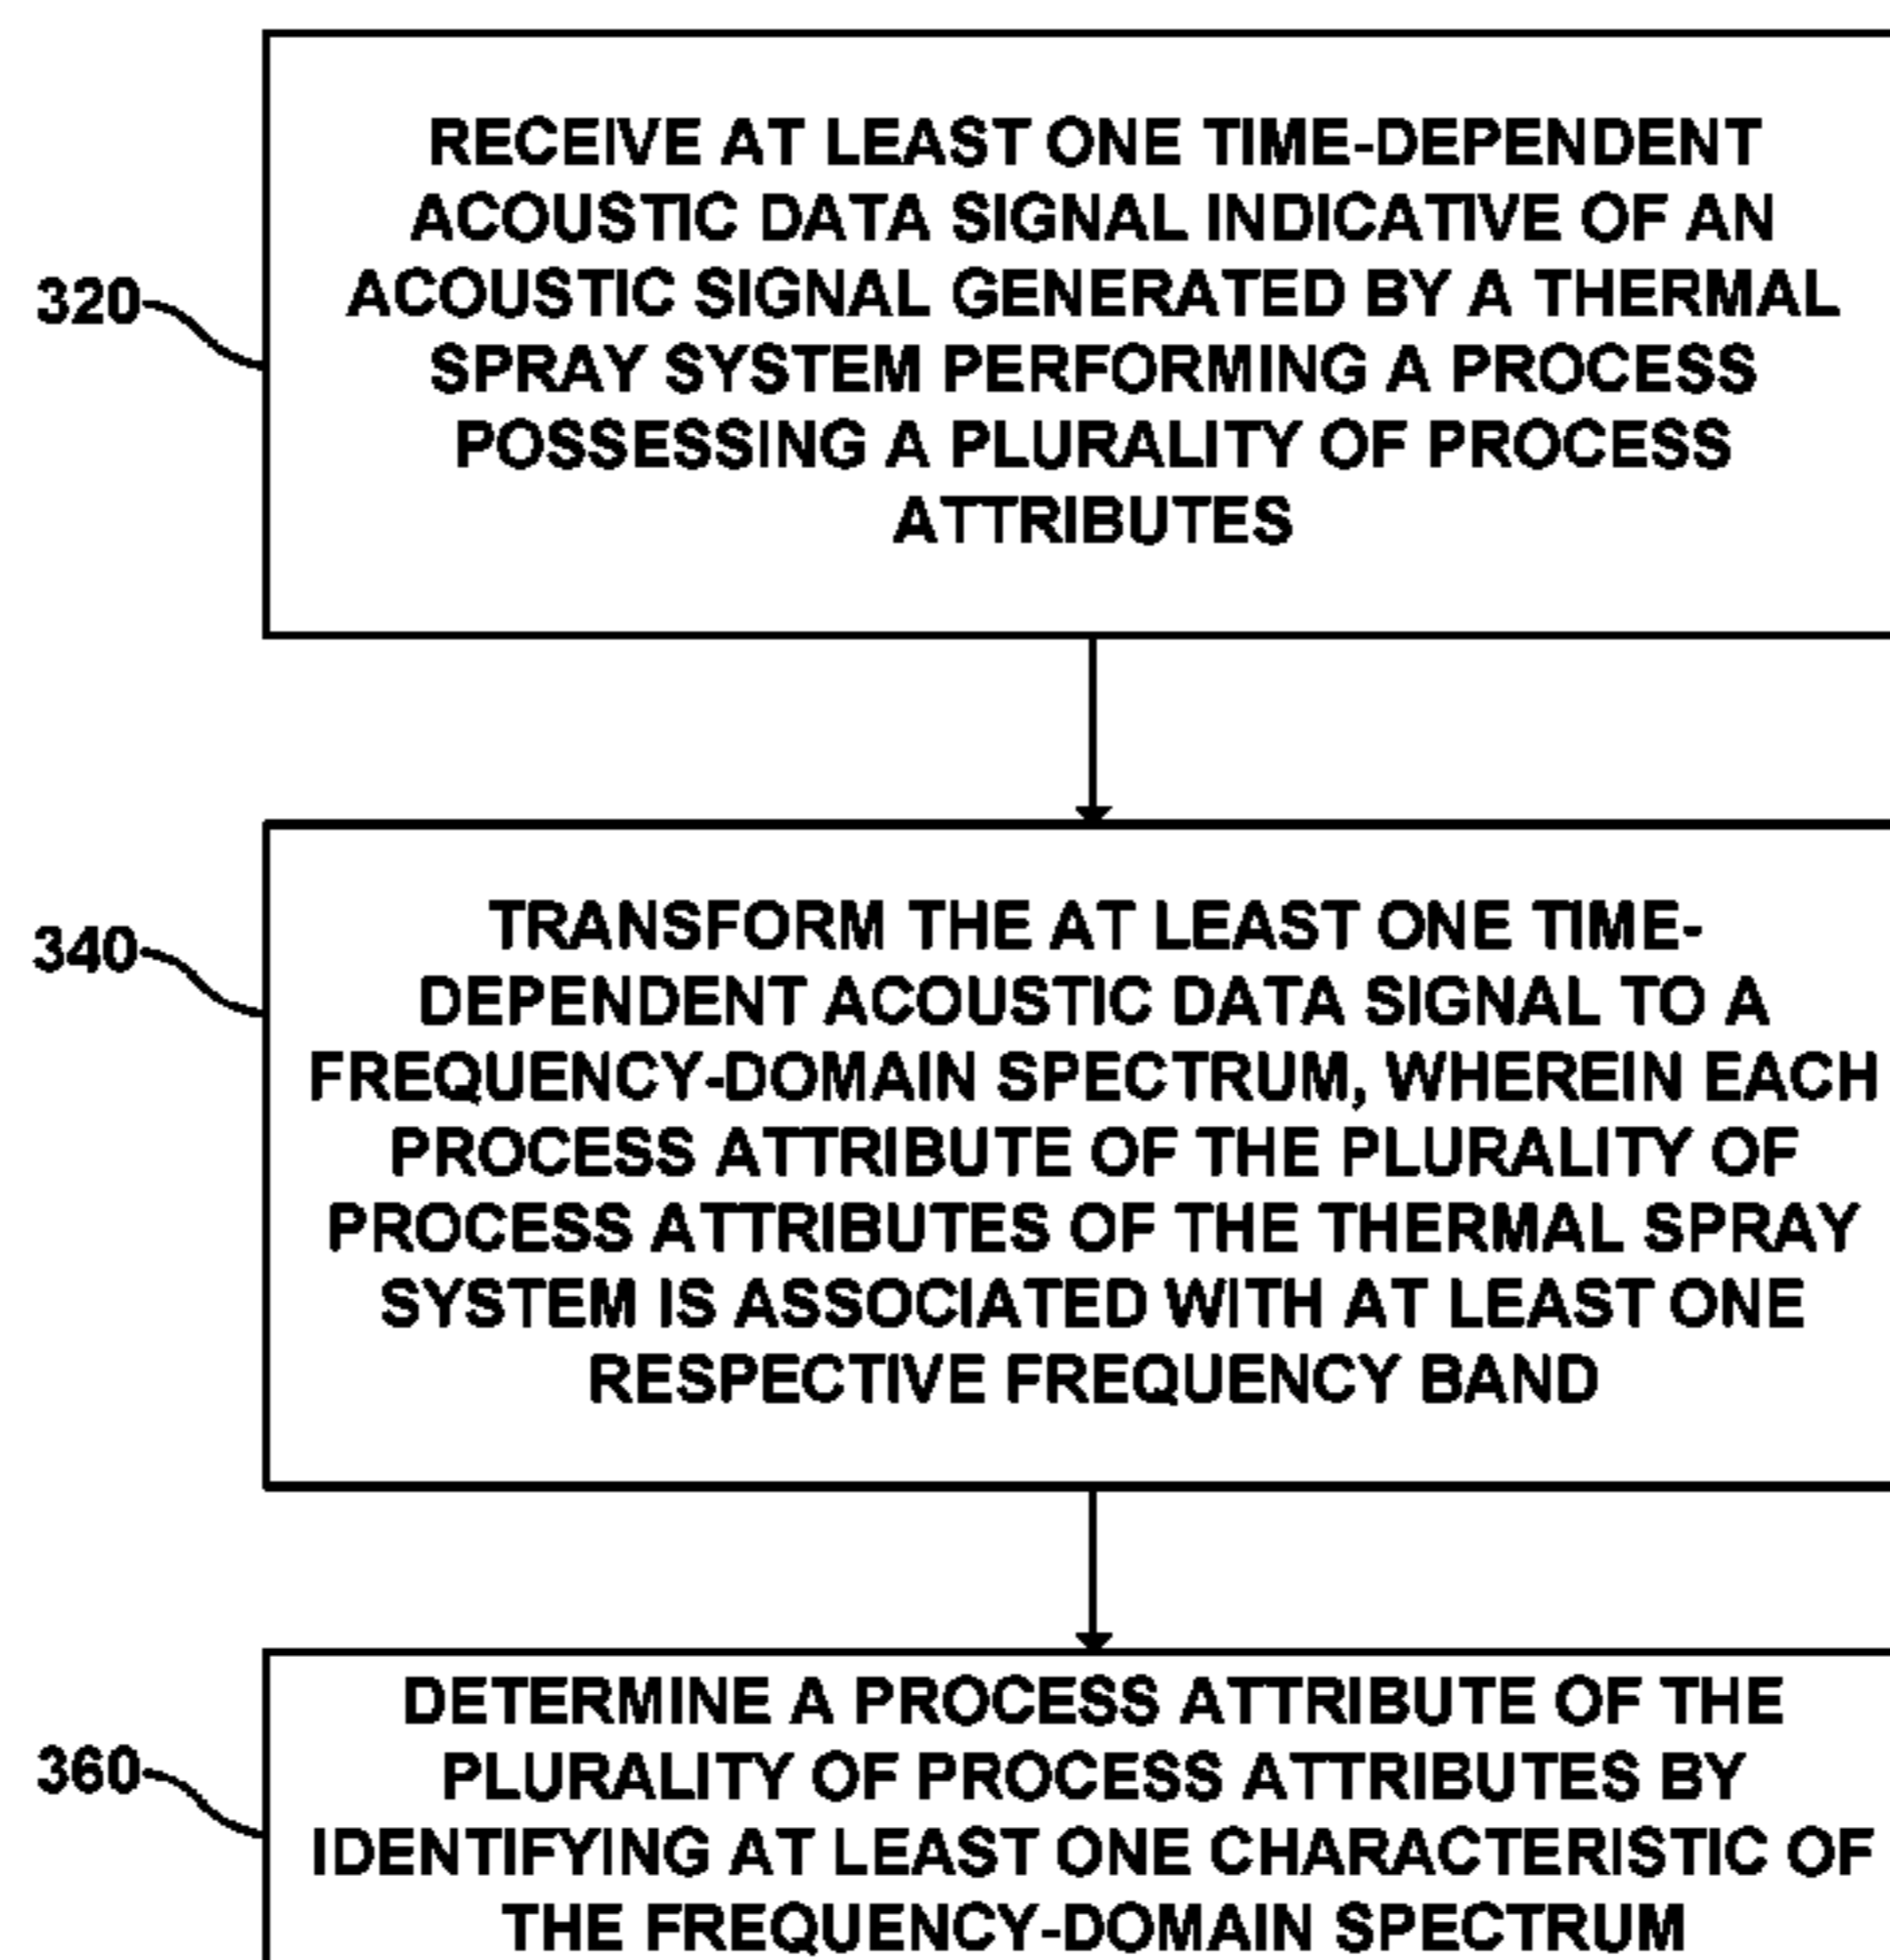 RECEIVE AT LEAST ONE TIME-DEPENDENT
ACOUSTIC DATA SIGNAL INDICATIVE OF AN
ACOUSTIC SIGNAL GENERATED BY A THERMAL
SPRAY SYSTEM PERFORMING A PROCESS
POSSESSING A PLURALITY OF PROCESS
ATTRIBUTES
320
TRANSFORM THE AT LEAST ONE TIME-
DEPENDENT ACOUSTIC DATA SIGNAL TO A
FREQUENCY-DOMAIN SPECTRUM, WHEREIN EACH
PROCESS ATTRIBUTE OF THE PLURALITY OF
PROCESS ATTRIBUTES OF THE THERMAL SPRAY
SYSTEM IS ASSOCIATED WITH AT LEAST ONE
RESPECTIVE FREQUENCY BAND
340
DETERMINE A PROCESS ATTRIBUTE OF THE
PLURALITY OF PROCESS ATTRIBUTES BY
IDENTIFYING AT LEAST ONE CHARACTERISTIC OF
THE FREQUENCY-DOMAIN SPECTRUM
360